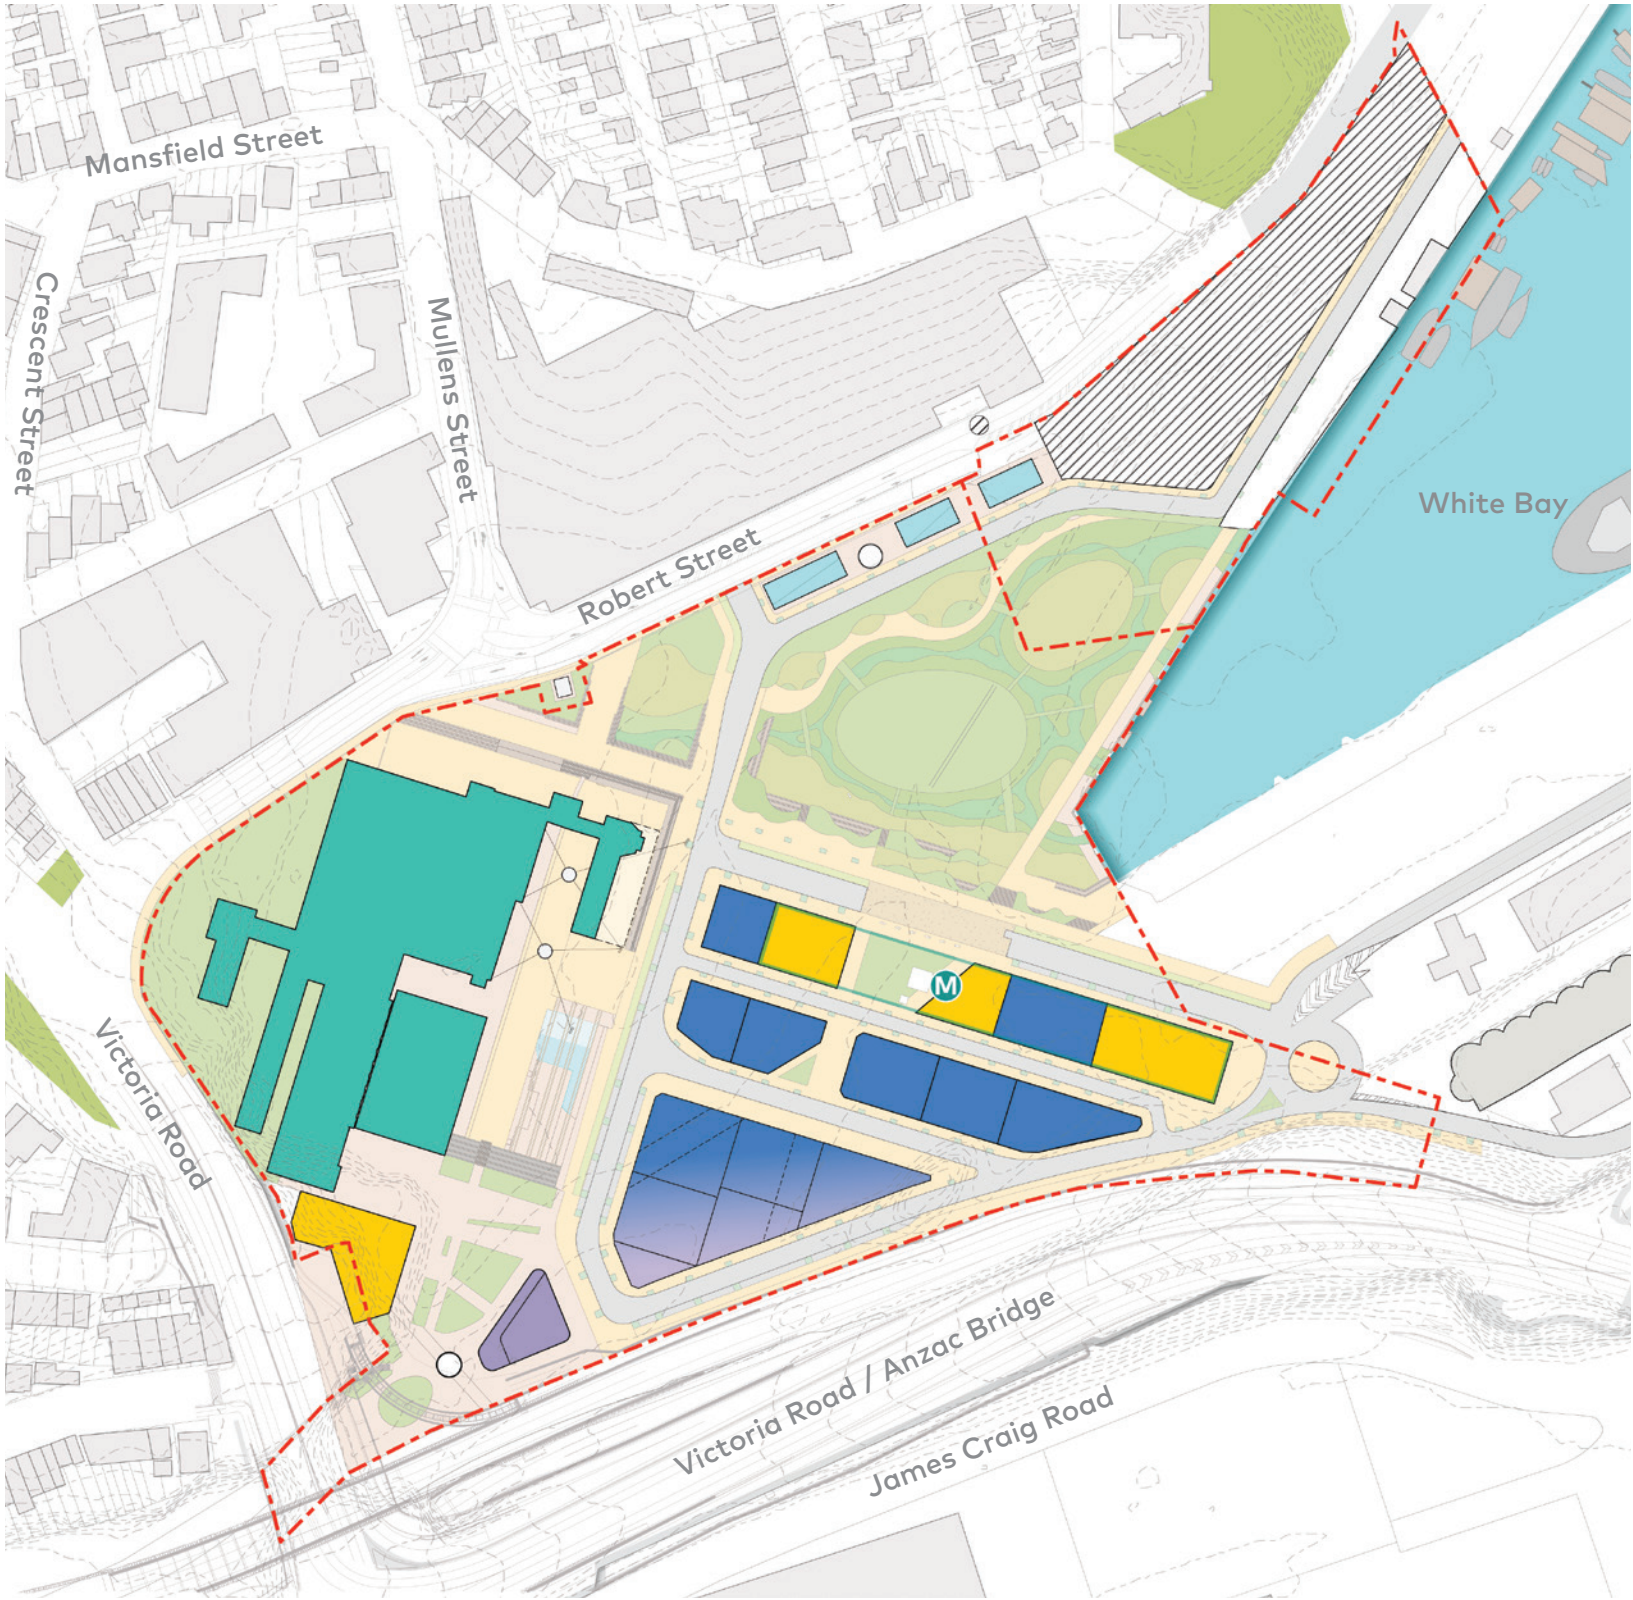 Mansfield Street
Crescent Street
Mullens Street
White Bay
Robert Street
M
Victoria Road
Victoria Road / Anzac Bridge
James Craig Road